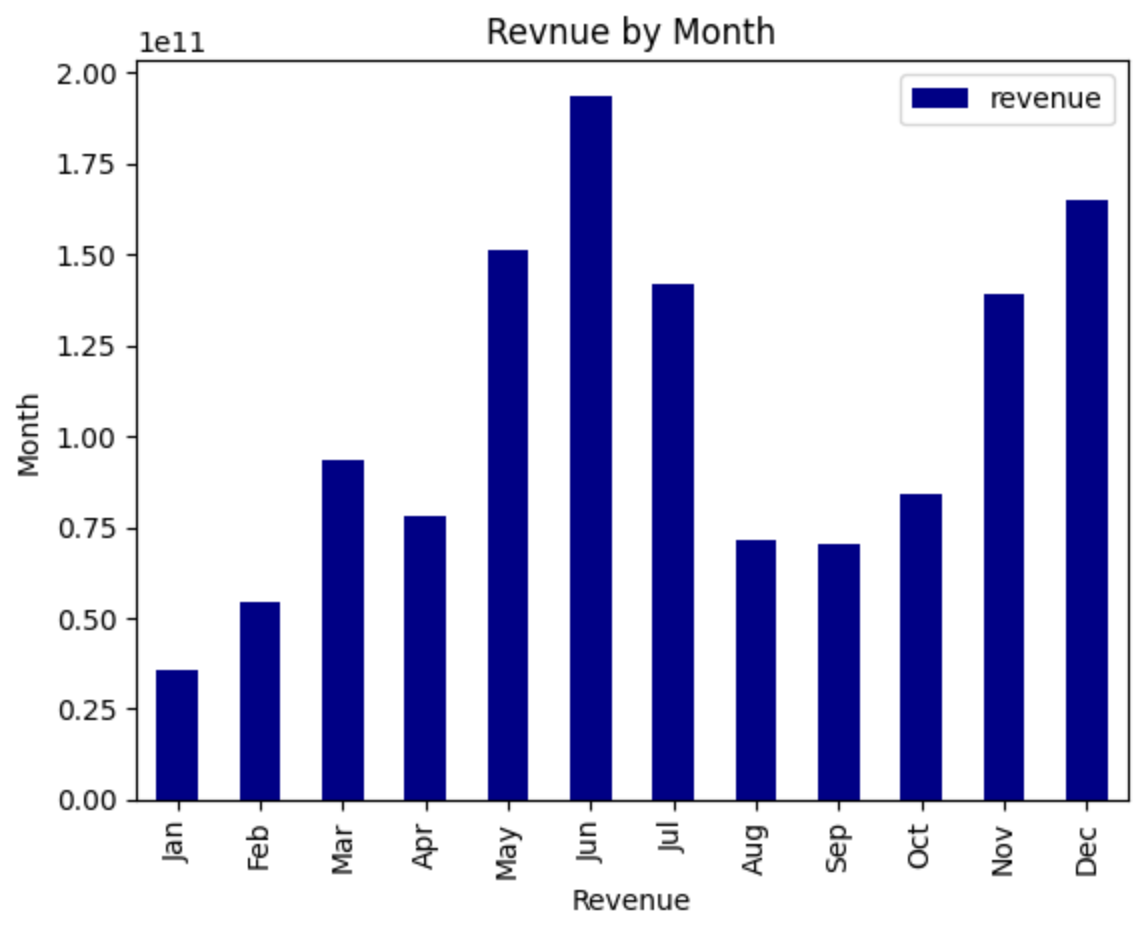 Revnue by Month
1e11
revenue
2.00
1.75
1.50
1.25
1.00
0.75
0.50
0.25
0.00
Month
Jan
Feb
Mar
Apr
May
Jun
Jul
Aug
Sep
Oct
Nov
Dec
Revenue